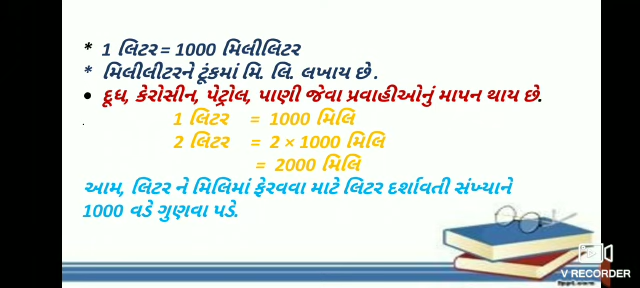 * 1 લિટર = 1000 મિલીલિટર
* મિલીલીટરને ટૂંકમાં મિ. લિ. લખાય છે.
• દૂધ, કેરોસીન, પેટ્રોલ, પાણી જેવા પ્રવાહીઓનું માપન થાય છે.
1 લિટર = 1000 મિલિ
2 લિટર = 2 × 1000 મિલિ
= 2000 મિલિ
આમ, લિટર ને મિલિમાં ફેરવવા માટે લિટર દર્શાવતી સંખ્યાને
1000 વડે ગુણવા પડે.
V RECORDER